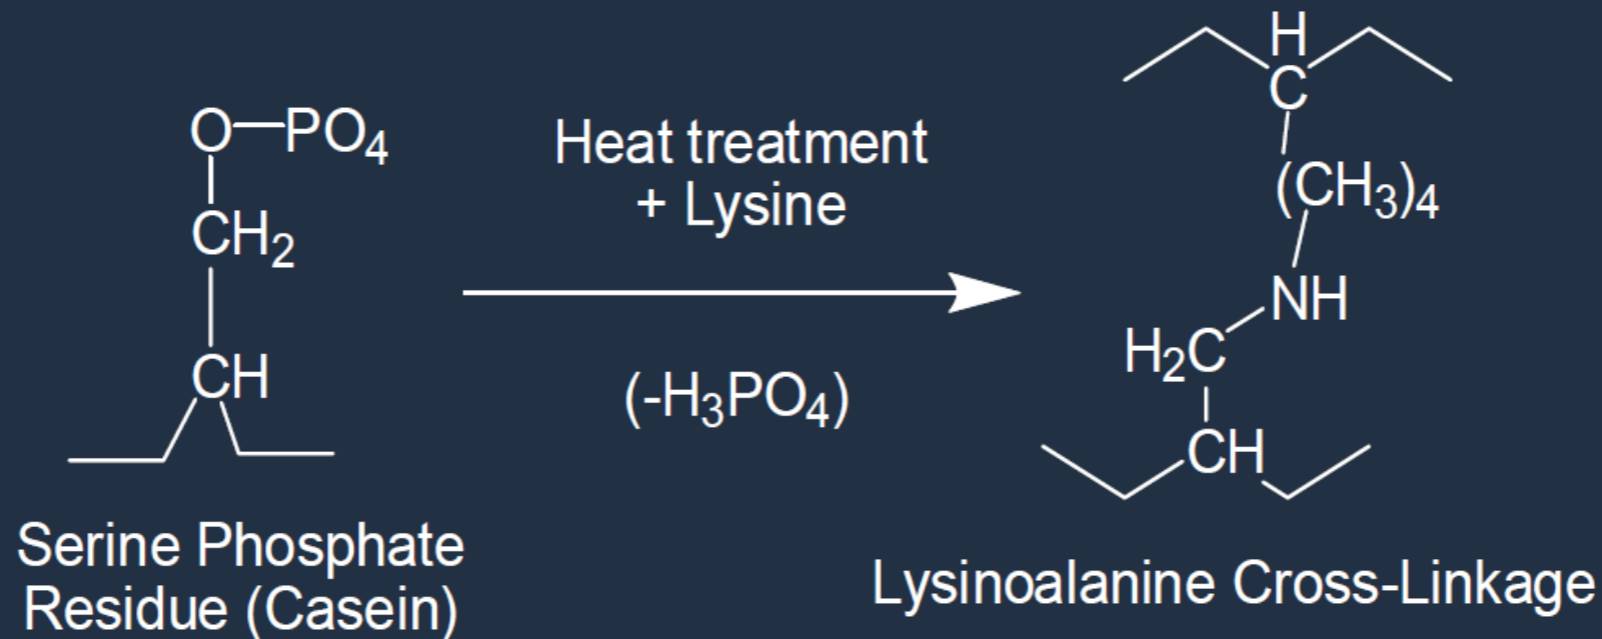 O—PO₄
CH₂
CH
Serine Phosphate
Residue (Casein)
Heat treatment
+ Lysine
(-H₃PO₄)
H
C
(CH₃)₄
NH
H₂C
CH
Lysinoalanine Cross-Linkage